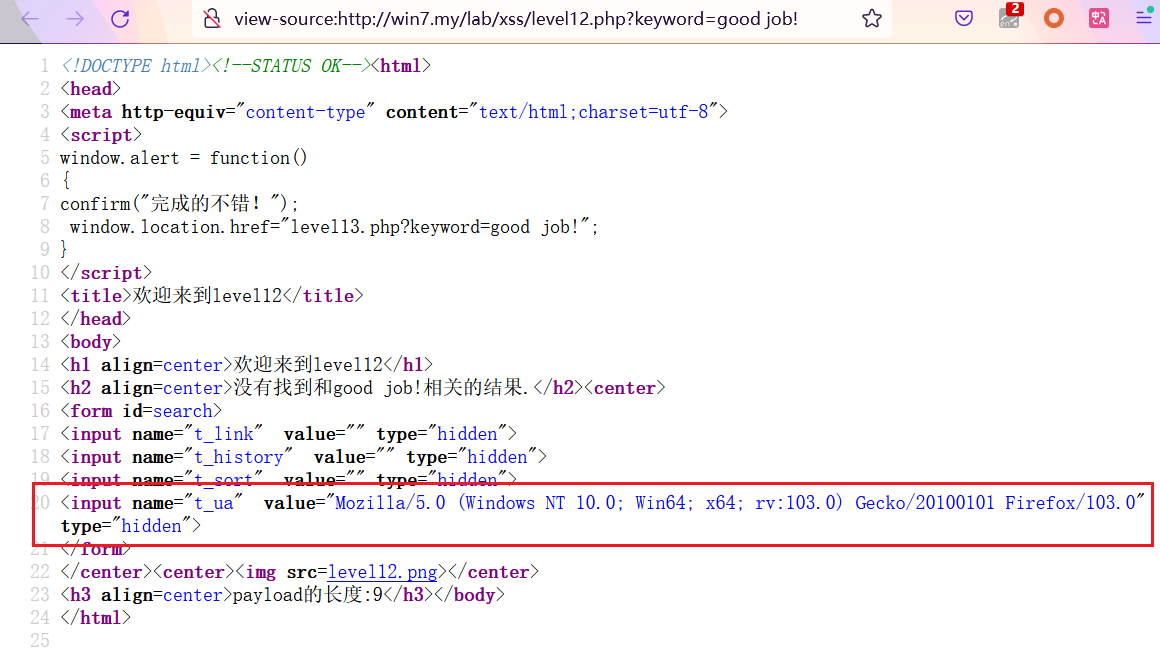 view-source:http://win7.my/lab/xss/level12.php?keyword=good job!
2
en
1 <!DOCTYPE html><!--STATUS OK--><html>
2 <head>
3 <meta http-equiv="content-type" content="text/html;charset=utf-8">
4 <script>
5 window.alert = function()
6 {
7 confirm("完成的不错！");
8 window.location.href="level13.php?keyword=good job!";
9 }
10 </script>
11 <title>欢迎来到level12</title>
12 </head>
13 <body>
14 <h1 align=center>欢迎来到level12</h1>
15 <h2 align=center>没有找到和good job!相关的结果.</h2><center>
16 <form id=search>
17 <input name="t_link"  value="" type="hidden">
18 <input name="t_history"  value="" type="hidden">
19 <input name="t_sort"  value="" type="hidden">
20 <input name="t_ua"  value="Mozilla/5.0 (Windows NT 10.0; Win64; x64; rv:103.0) Gecko/20100101 Firefox/103.0"
type="hidden">
21 </form>
22 </center><center><img src=level12.png></center>
23 <h3 align=center>payload的长度:9</h3></body>
24 </html>
25